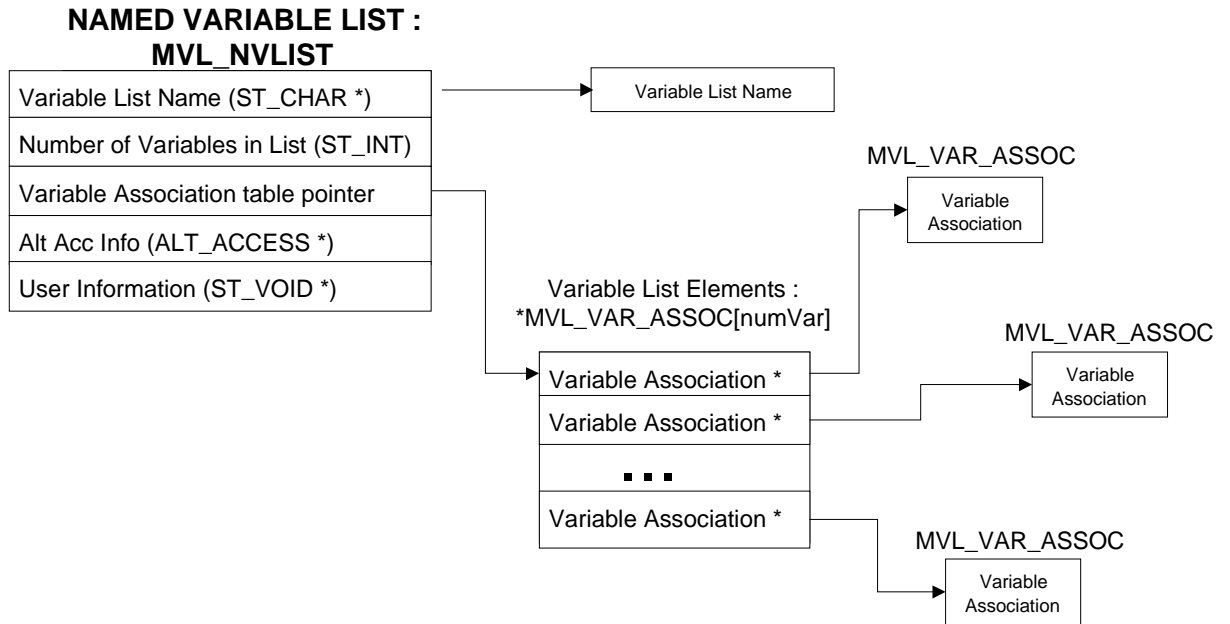 NAMED VARIABLE LIST :
MVL_NVLIST
Variable List Name (ST_CHAR *)
Variable List Name
Number of Variables in List (ST_INT)
Variable Association table pointer
Alt Acc Info (ALT_ACCESS *)
User Information (ST_VOID *)
MVL_VAR_ASSOC
Variable
Association
Variable List Elements :
*MVL_VAR_ASSOC[numVar]
Variable Association *
Variable Association *
...
Variable Association *
MVL_VAR_ASSOC
Variable
Association
MVL_VAR_ASSOC
Variable
Association